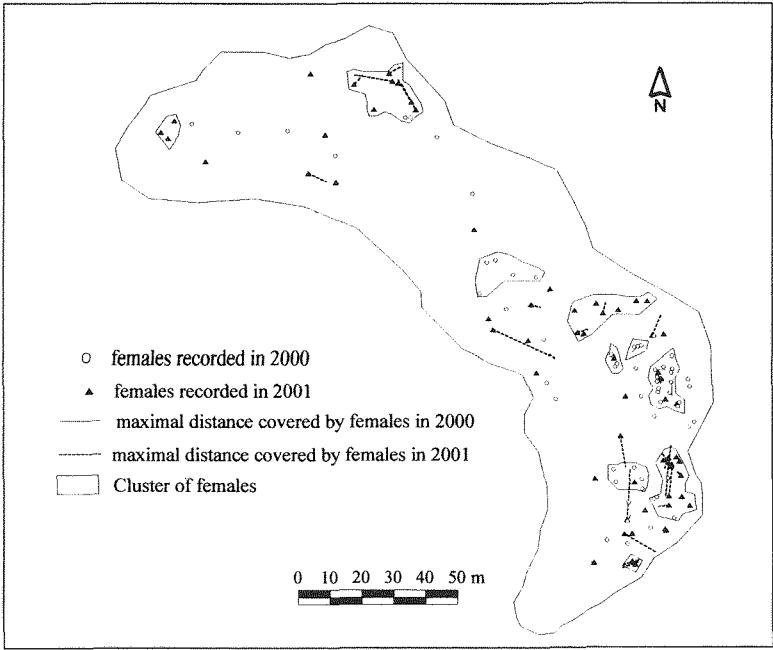 N
females recorded in 2000
females recorded in 2001
maximal distance covered by females in 2000
maximal distance covered by females in 2001
Cluster of females
0 10 20 30 40 50 m